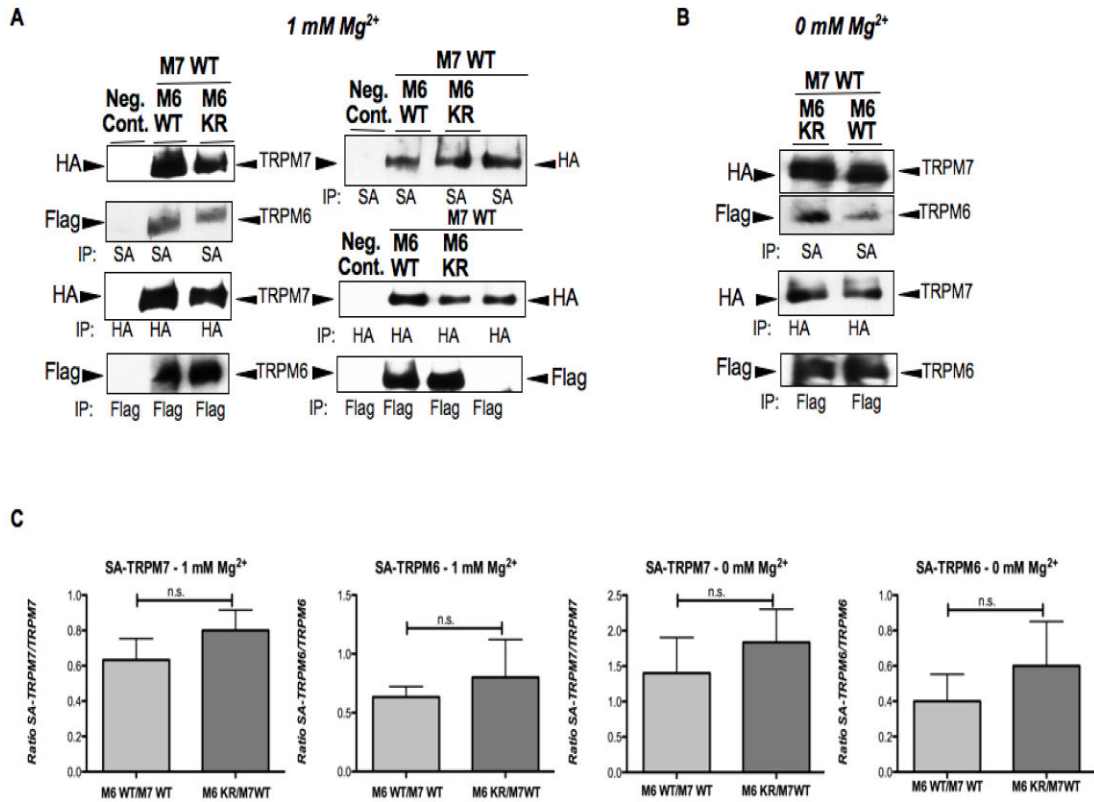 A
1 mM Mg²⁺
M7 WT
Neg. Cont. M6 WT M6 KR
HA TRPM7
Flag TRPM6
IP: SA SA SA
HA TRPM7
IP: HA HA HA
Flag TRPM6
IP: Flag Flag Flag
M7 WT
Neg. Cont. M6 WT M6 KR
HA
IP: SA SA SA SA
M7 WT
Neg. Cont. M6 WT M6 KR
HA
IP: HA HA HA HA
Flag
IP: Flag Flag Flag Flag
B
0 mM Mg²⁺
M7 WT
M6 KR M6 WT
HA TRPM7
Flag TRPM6
IP: SA SA
HA TRPM7
IP: HA HA
Flag TRPM6
IP: Flag Flag
C
SA-TRPM7 - 1 mM Mg²⁺
n.s.
Ratio SA-TRPM7/TRPM7
1.0
0.8
0.6
0.4
0.2
0.0
M6 WT/M7 WT M6 KR/M7WT
SA-TRPM6 - 1 mM Mg²⁺
n.s.
Ratio SA-TRPM6/TRPM6
1.5
1.0
0.5
0.0
M6 WT/M7 WT M6 KR/M7WT
SA-TRPM7 - 0 mM Mg²⁺
n.s.
Ratio SA-TRPM7/TRPM7
2.5
2.0
1.5
1.0
0.5
0.0
M6 WT/M7 WT M6 KR/M7WT
SA-TRPM6 - 0 mM Mg²⁺
n.s.
Ratio SA-TRPM6/TRPM6
1.0
0.8
0.6
0.4
0.2
0.0
M6 WT/M7 WT M6 KR/M7WT